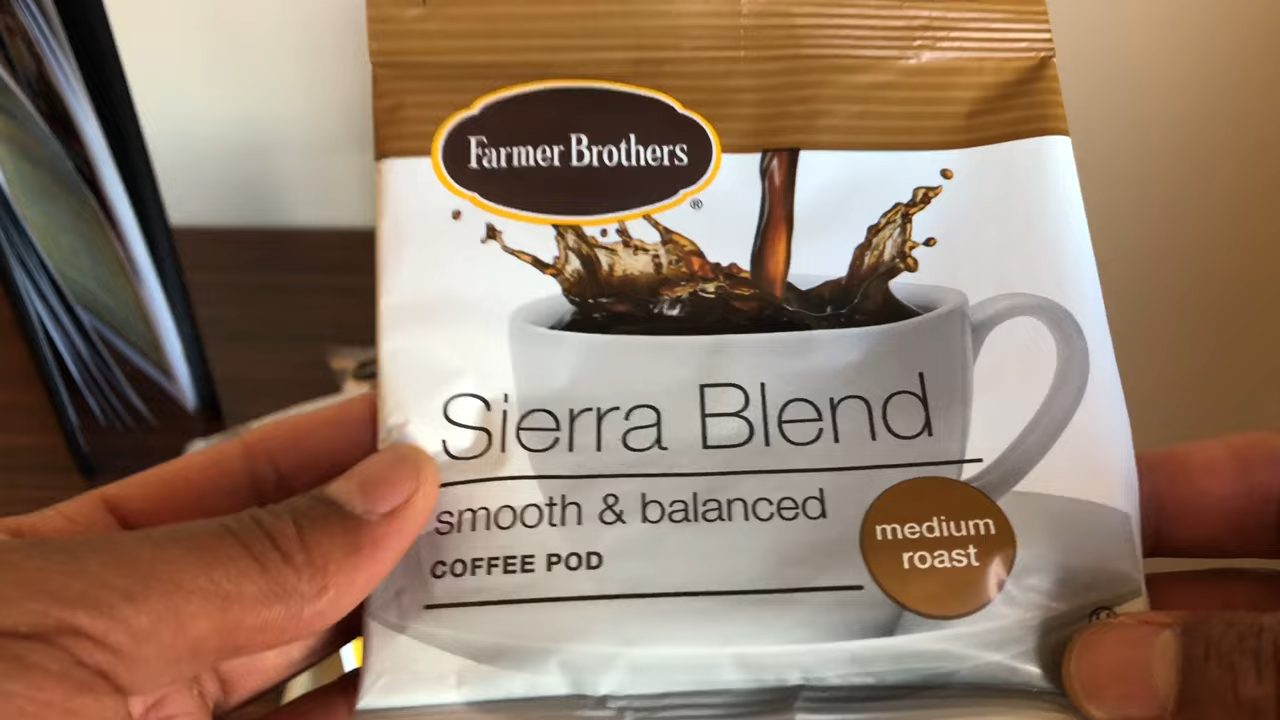 Farmer Brothers
®
Sierra Blend
smooth & balanced
COFFEE POD
medium
roast